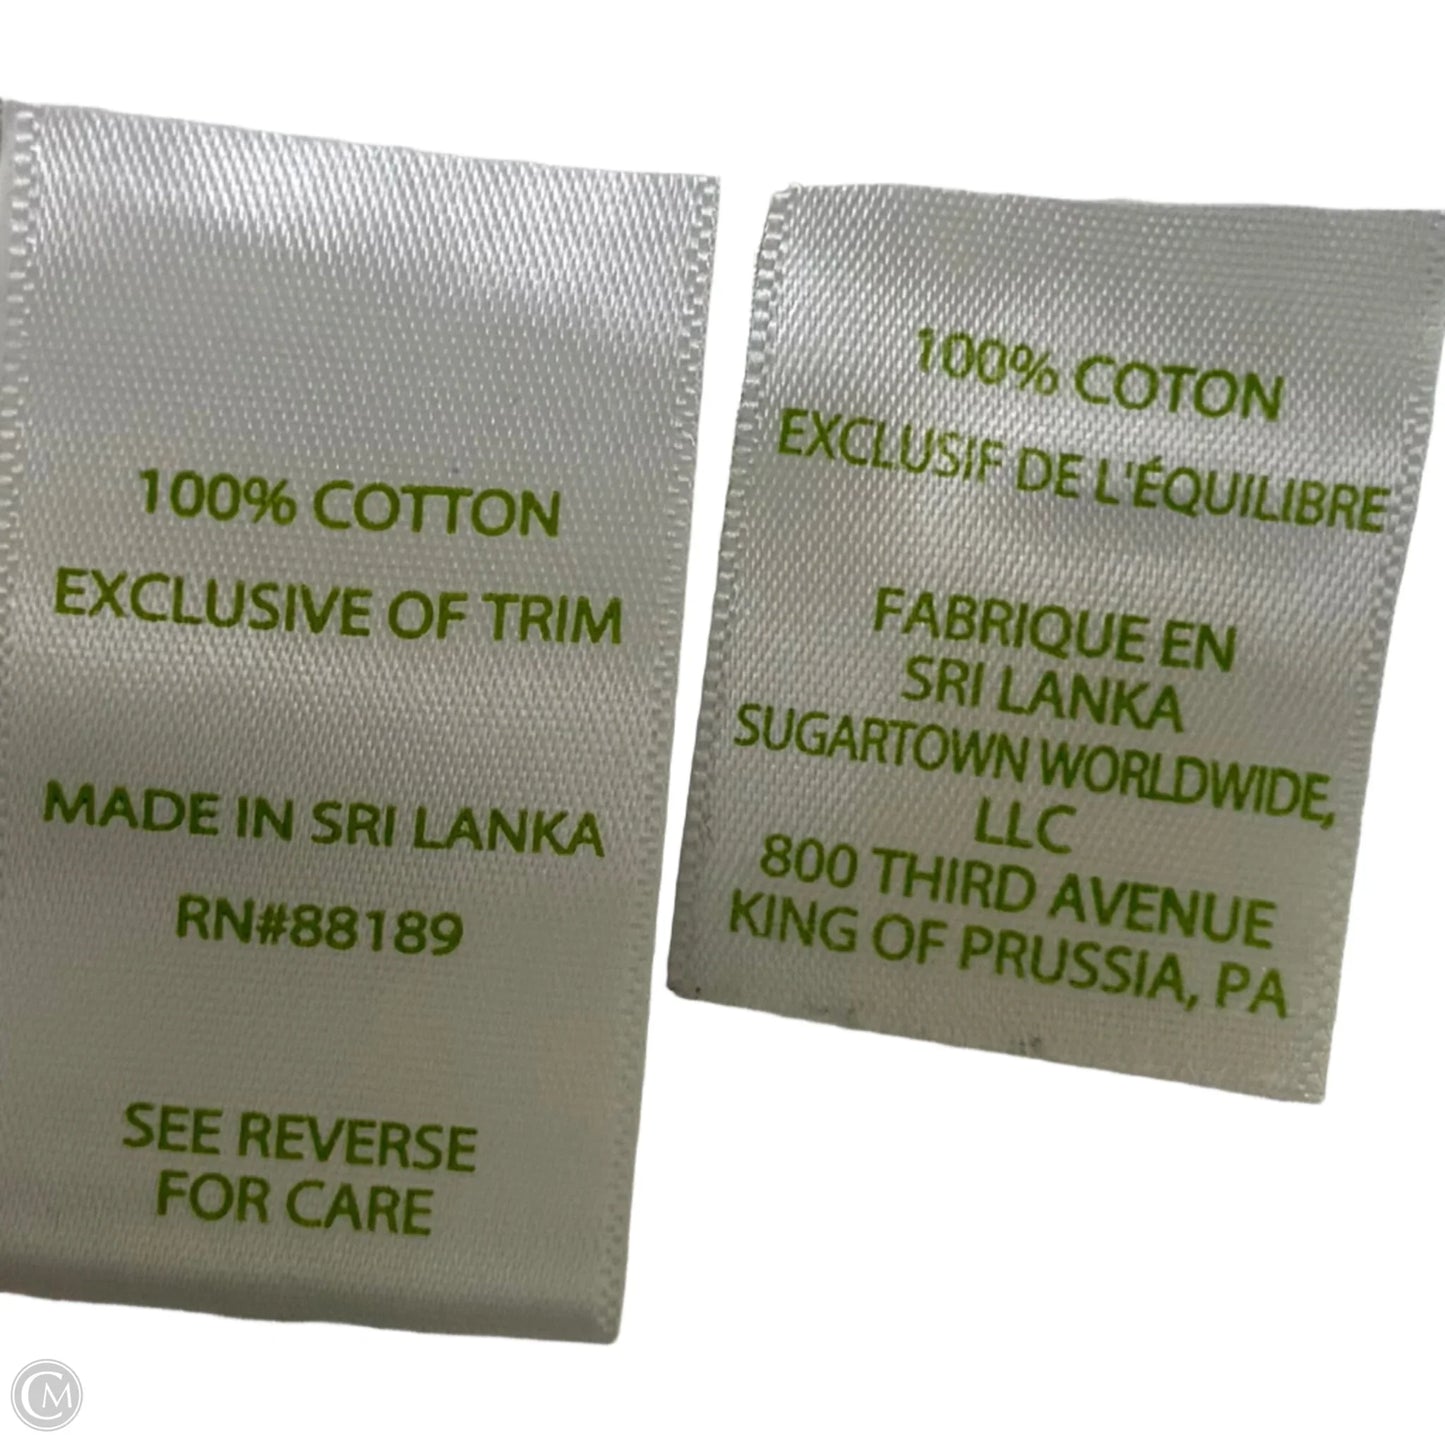 100% COTTON
EXCLUSIVE OF TRIM
MADE IN SRI LANKA
RN#88189
SEE REVERSE
FOR CARE
100% COTON
EXCLUSIF DE L'ÉQUILIBRE
FABRIQUE EN
SRI LANKA
SUGARTOWN WORLDWIDE,
LLC
800 THIRD AVENUE
KING OF PRUSSIA, PA
CM